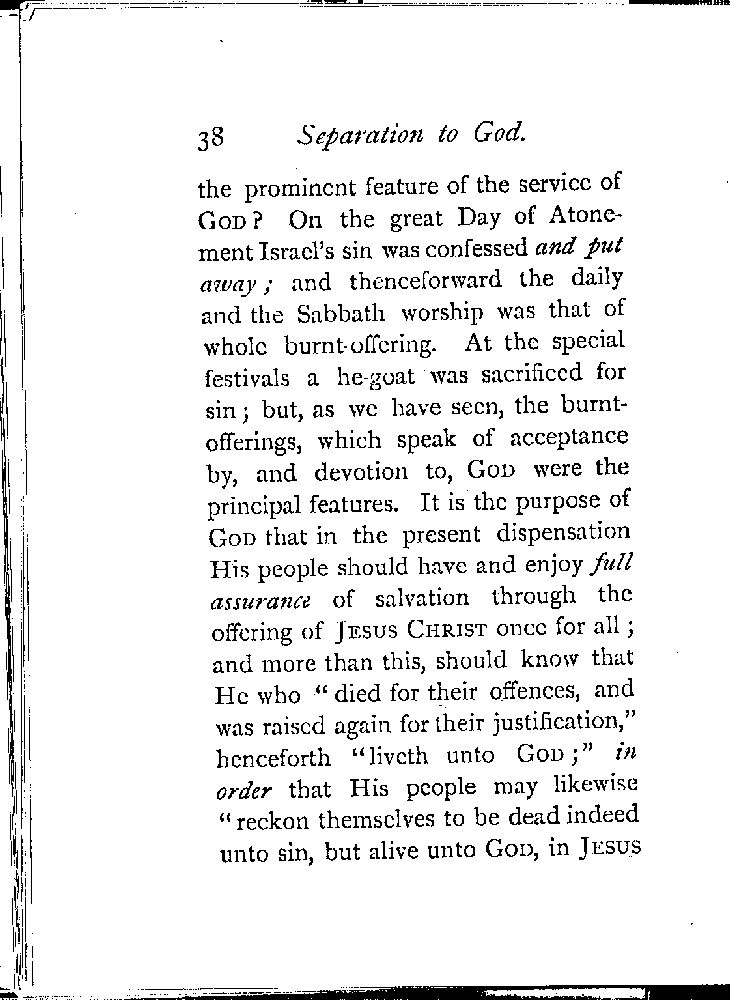 38 Separation to God.
the prominent feature of the service of
GOD? On the great Day of Atone-
ment Israel's sin was confessed and put
away; and thenceforward the daily
and the Sabbath worship was that of
whole burnt-offering. At the special
festivals a he-goat was sacrificed for
sin; but, as we have seen, the burnt-
offerings, which speak of acceptance
by, and devotion to, GOD were the
principal features. It is the purpose of
GOD that in the present dispensation
His people should have and enjoy full
assurance of salvation through the
offering of JESUS CHRIST once for all;
and more than this, should know that
He who "died for their offences, and
was raised again for their justification,"
henceforth "liveth unto GOD;" in
order that His people may likewise
"reckon themselves to be dead indeed
unto sin, but alive unto GOD, in JESUS